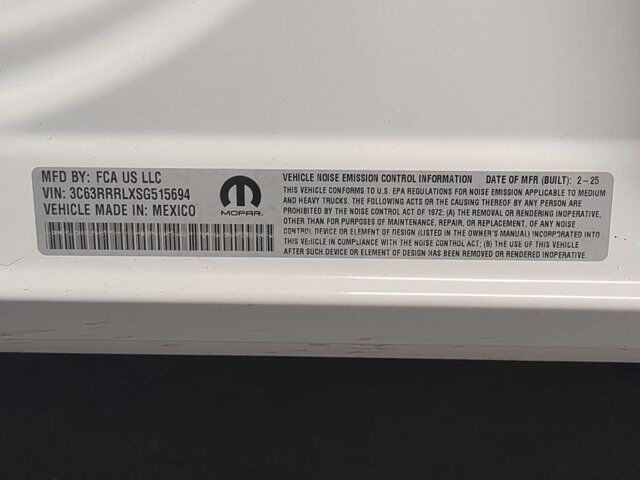 MFD BY: FCA US LLC
VIN: 3C63RRRLXSG515694
VEHICLE MADE IN: MEXICO
MOPAR.
VEHICLE NOISE EMISSION CONTROL INFORMATION DATE OF MFR (BUILT): 2-25
THIS VEHICLE CONFORMS TO U.S. EPA REGULATIONS FOR NOISE EMISSION APPLICABLE TO MEDIUM
AND HEAVY TRUCKS. THE FOLLOWING ACTS OR THE CAUSING THEREOF BY ANY PERSON ARE
PROHIBITED BY THE NOISE CONTROL ACT OF 1972: (A) THE REMOVAL OR RENDERING INOPERATIVE,
OTHER THAN FOR PURPOSES OF MAINTENANCE, REPAIR, OR REPLACEMENT, OF ANY NOISE
CONTROL DEVICE OR ELEMENT OF DESIGN (LISTED IN THE OWNER'S MANUAL) INCORPORATED INTO
THIS VEHICLE IN COMPLIANCE WITH THE NOISE CONTROL ACT; (B) THE USE OF THIS VEHICLE
AFTER SUCH DEVICE OR ELEMENT OF DESIGN HAS BEEN REMOVED OR RENDERED INOPERATIVE.